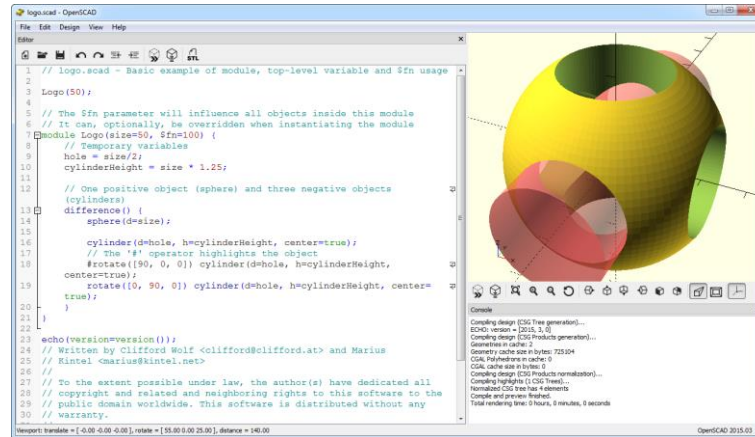 logo.scad - OpenSCAD
File Edit Design View Help
Editor
STL
1 // logo.scad - Basic example of module, top-level variable and $fn usage
2
3 Logo(50);
4
5 // The $fn parameter will influence all objects inside this module
6 // It can, optionally, be overridden when instantiating the module
7 module Logo(size=50, $fn=100) {
8 // Temporary variables
9 hole = size/2;
10 cylinderHeight = size * 1.25;
11
12 // One positive object (sphere) and three negative objects
(cylinders)
13 difference() {
14 sphere(d=size);
15
16 cylinder(d=hole, h=cylinderHeight, center=true);
17 // The '#' operator highlights the object
18 #rotate([90, 0, 0]) cylinder(d=hole, h=cylinderHeight,
center=true);
19 rotate([0, 90, 0]) cylinder(d=hole, h=cylinderHeight, center=
true);
20 }
21 }
22
23 echo(version=version());
24 // Written by Clifford Wolf <clifford@clifford.at> and Marius
25 // Kintel <marius@kintel.net>
26 //
27 // To the extent possible under law, the author(s) have dedicated all
28 // copyright and related and neighboring rights to this software to the
29 // public domain worldwide. This software is distributed without any
30 // warranty.
Console
Compiling design (CSG Tree generation)...
ECHO: version = [2015, 3, 0]
Compiling design (CSG Products generation)...
Geometries in cache: 2
Geometry cache size in bytes: 725104
CGAL Polyhedrons in cache: 0
CGAL cache size in bytes: 0
Compiling design (CSG Products normalization)...
Compiling highlights (1 CSG Trees)...
Normalized CSG tree has 4 elements
Compile and preview finished.
Total rendering time: 0 hours, 0 minutes, 0 seconds
Viewport: translate = [ -0.00 -0.00 -0.00 ], rotate = [ 55.00 0.00 25.00 ], distance = 140.00
OpenSCAD 2015.03